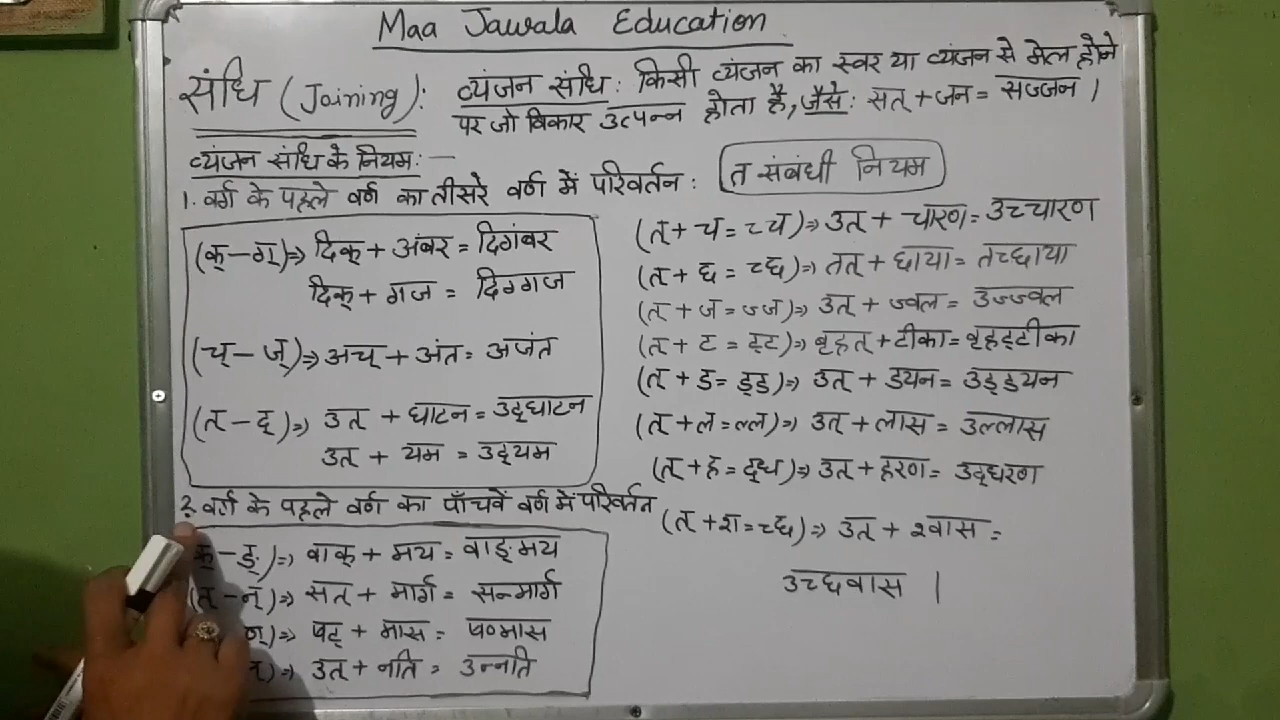 Maa Jawala Education
संधि (Joining): व्यंजन संधि: किसी व्यंजन का स्वर या व्यंजन से मेल होने
पर जो विकार उत्पन्न होता है, जैसे: सत् + जन = सज्जन।
व्यंजन संधि के नियम: —
1. वर्ग के पहले वर्ण का तीसरे वर्ण में परिवर्तन:
(क् - ग्) ⇒ दिक् + अंबर = दिगंबर
दिक् + गज = दिग्गज
(च् - ज्) ⇒ अच् + अंत = अजंत
(त् - द्) ⇒ उत् + घाटन = उद्घाटन
उत् + यम = उद्यम
2. वर्ग के पहले वर्ण का पाँचवें वर्ण में परिवर्तन
क् - ङ्) ⇒ वाक् + मय = वाङ्मय
(त् - न्) ⇒ सत् + मार्ग = सन्मार्ग
ण्) ⇒ षट् + मास = षण्मास
न्) ⇒ उत् + नति = उन्नति
त संबंधी नियम
(त् + च = च्च) ⇒ उत् + चारण = उच्चारण
(त् + छ = च्छ) ⇒ तत् + छाया = तच्छाया
(त् + ज = ज्ज) ⇒ उत् + ज्वल = उज्ज्वल
(त् + ट = ट्ट) ⇒ बृहत् + टीका = बृहट्टीका
(त् + ड = ड्ड) ⇒ उत् + डयन = उड्डयन
(त् + ल = ल्ल) ⇒ उत् + लास = उल्लास
(त् + ह = द्ध) ⇒ उत् + हरण = उद्धरण
(त् + श = च्छ) ⇒ उत् + श्वास =
उच्छवास ।